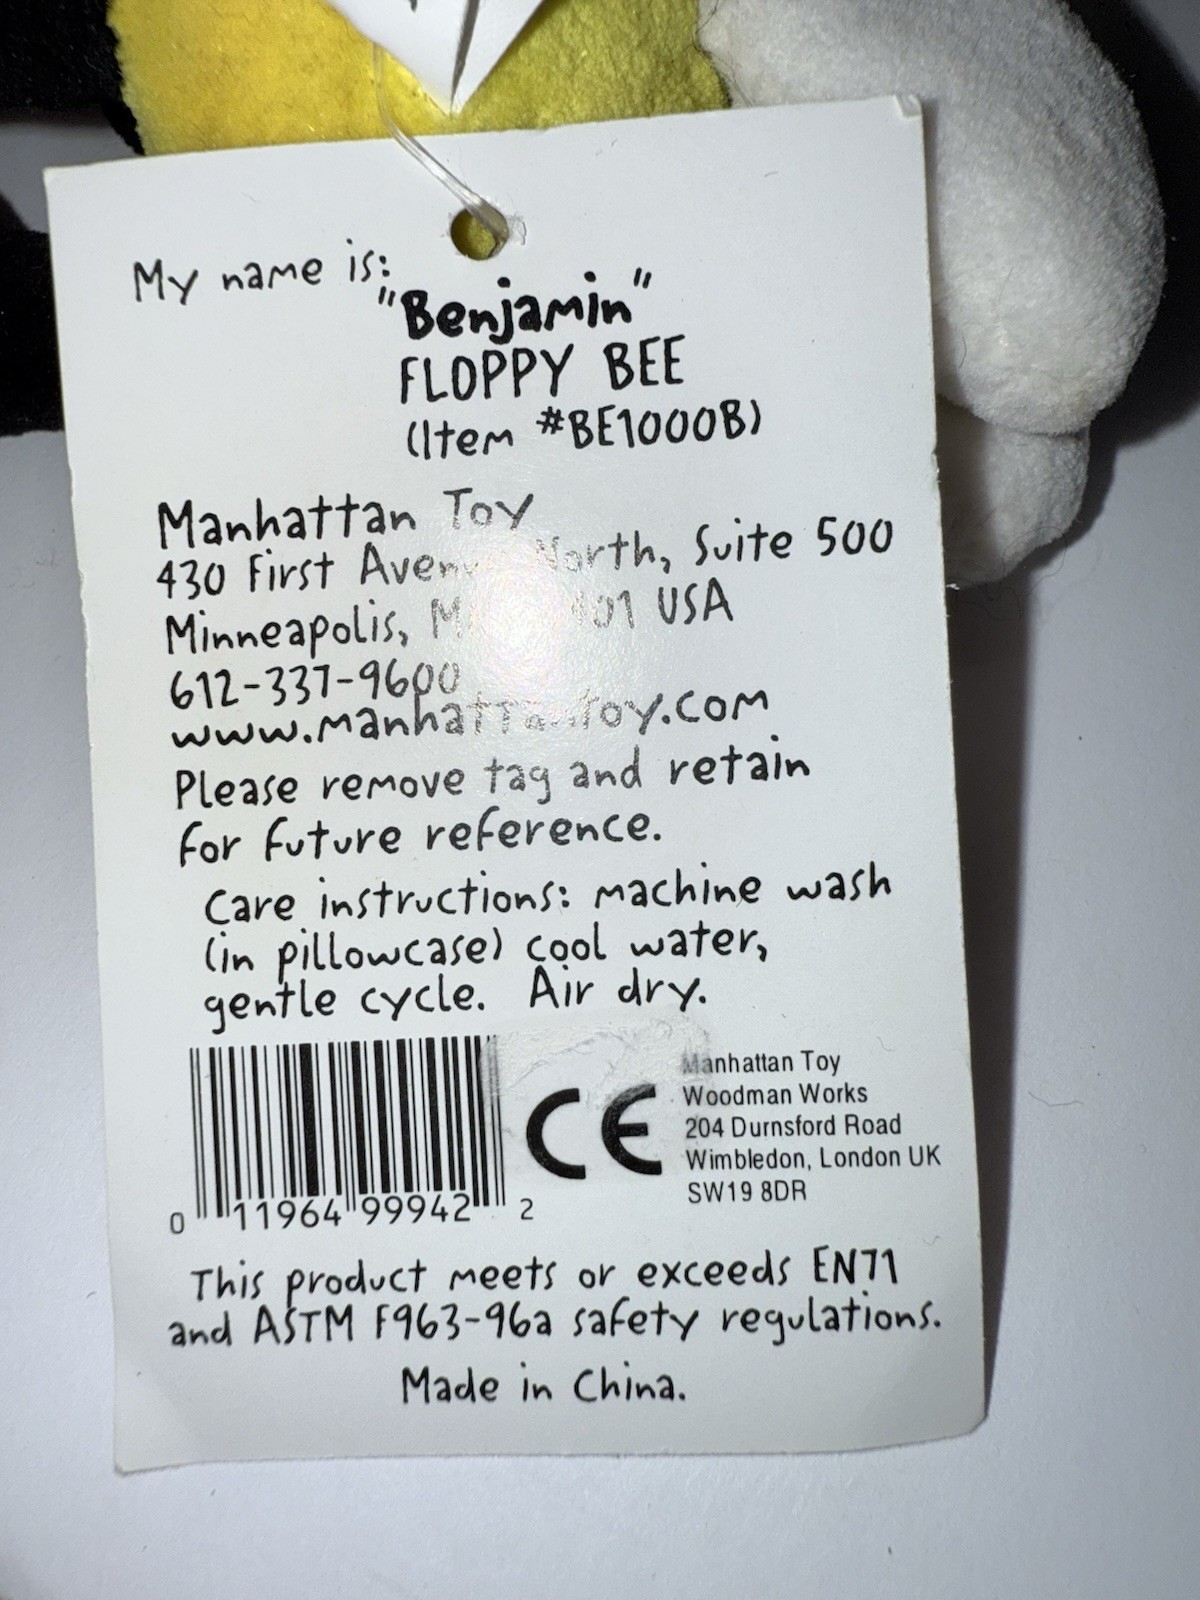 My name is:
"Benjamin"
FLOPPY BEE
(Item #BE1000B)
Manhattan Toy
430 First North, Suite 500
Minneapolis, USA
612-337-9600
www.manhattantoy.com
Please remove tag and retain
for future reference.
Care instructions: machine wash
(in pillowcase) cool water,
gentle cycle. Air dry.
0 11964 99942 2
CE
Manhattan Toy
Woodman Works
204 Durnsford Road
Wimbledon, London UK
SW19 8DR
This product meets or exceeds EN71
and ASTM F963-96a safety regulations.
Made in China.